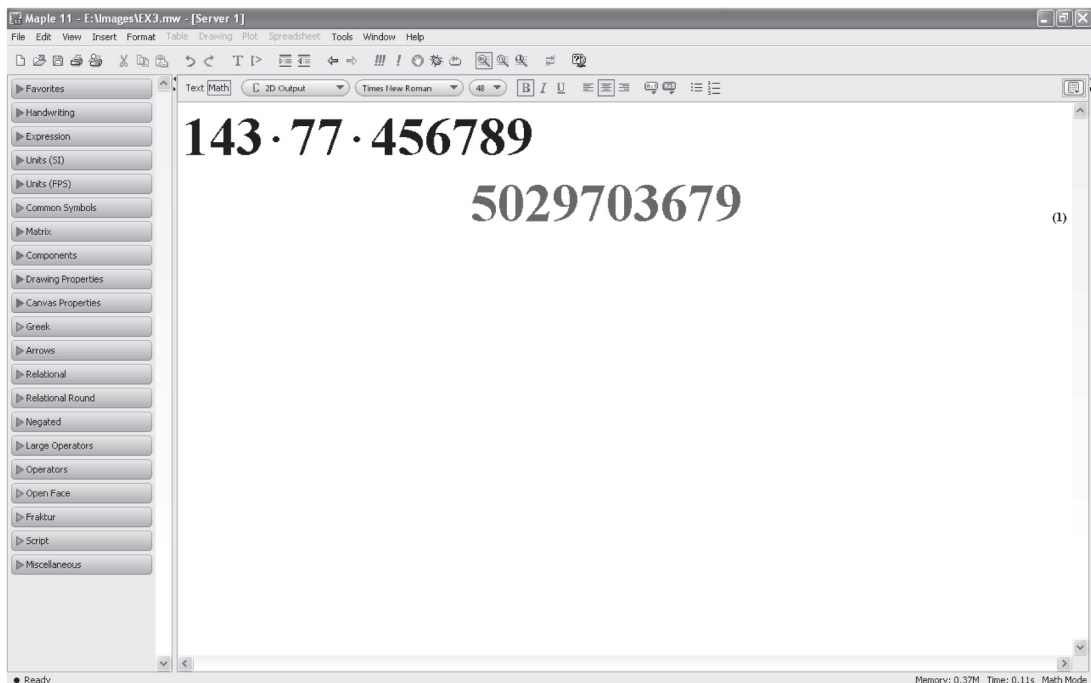 Maple 11 - E:\Images\EX3.mw - [Server 1]
File Edit View Insert Format Table Drawing Plot Spreadsheet Tools Window Help
Text Math C 2D Output Times New Roman 48 B I U
Favorites
Handwriting
Expression
Units (SI)
Units (FPS)
Common Symbols
Matrix
Components
Drawing Properties
Canvas Properties
Greek
Arrows
Relational
Relational Round
Negated
Large Operators
Operators
Open Face
Fraktur
Script
Miscellaneous
143 · 77 · 456789
5029703679
(1)
Ready
Memory: 0.37M Time: 0.11s Math Mode